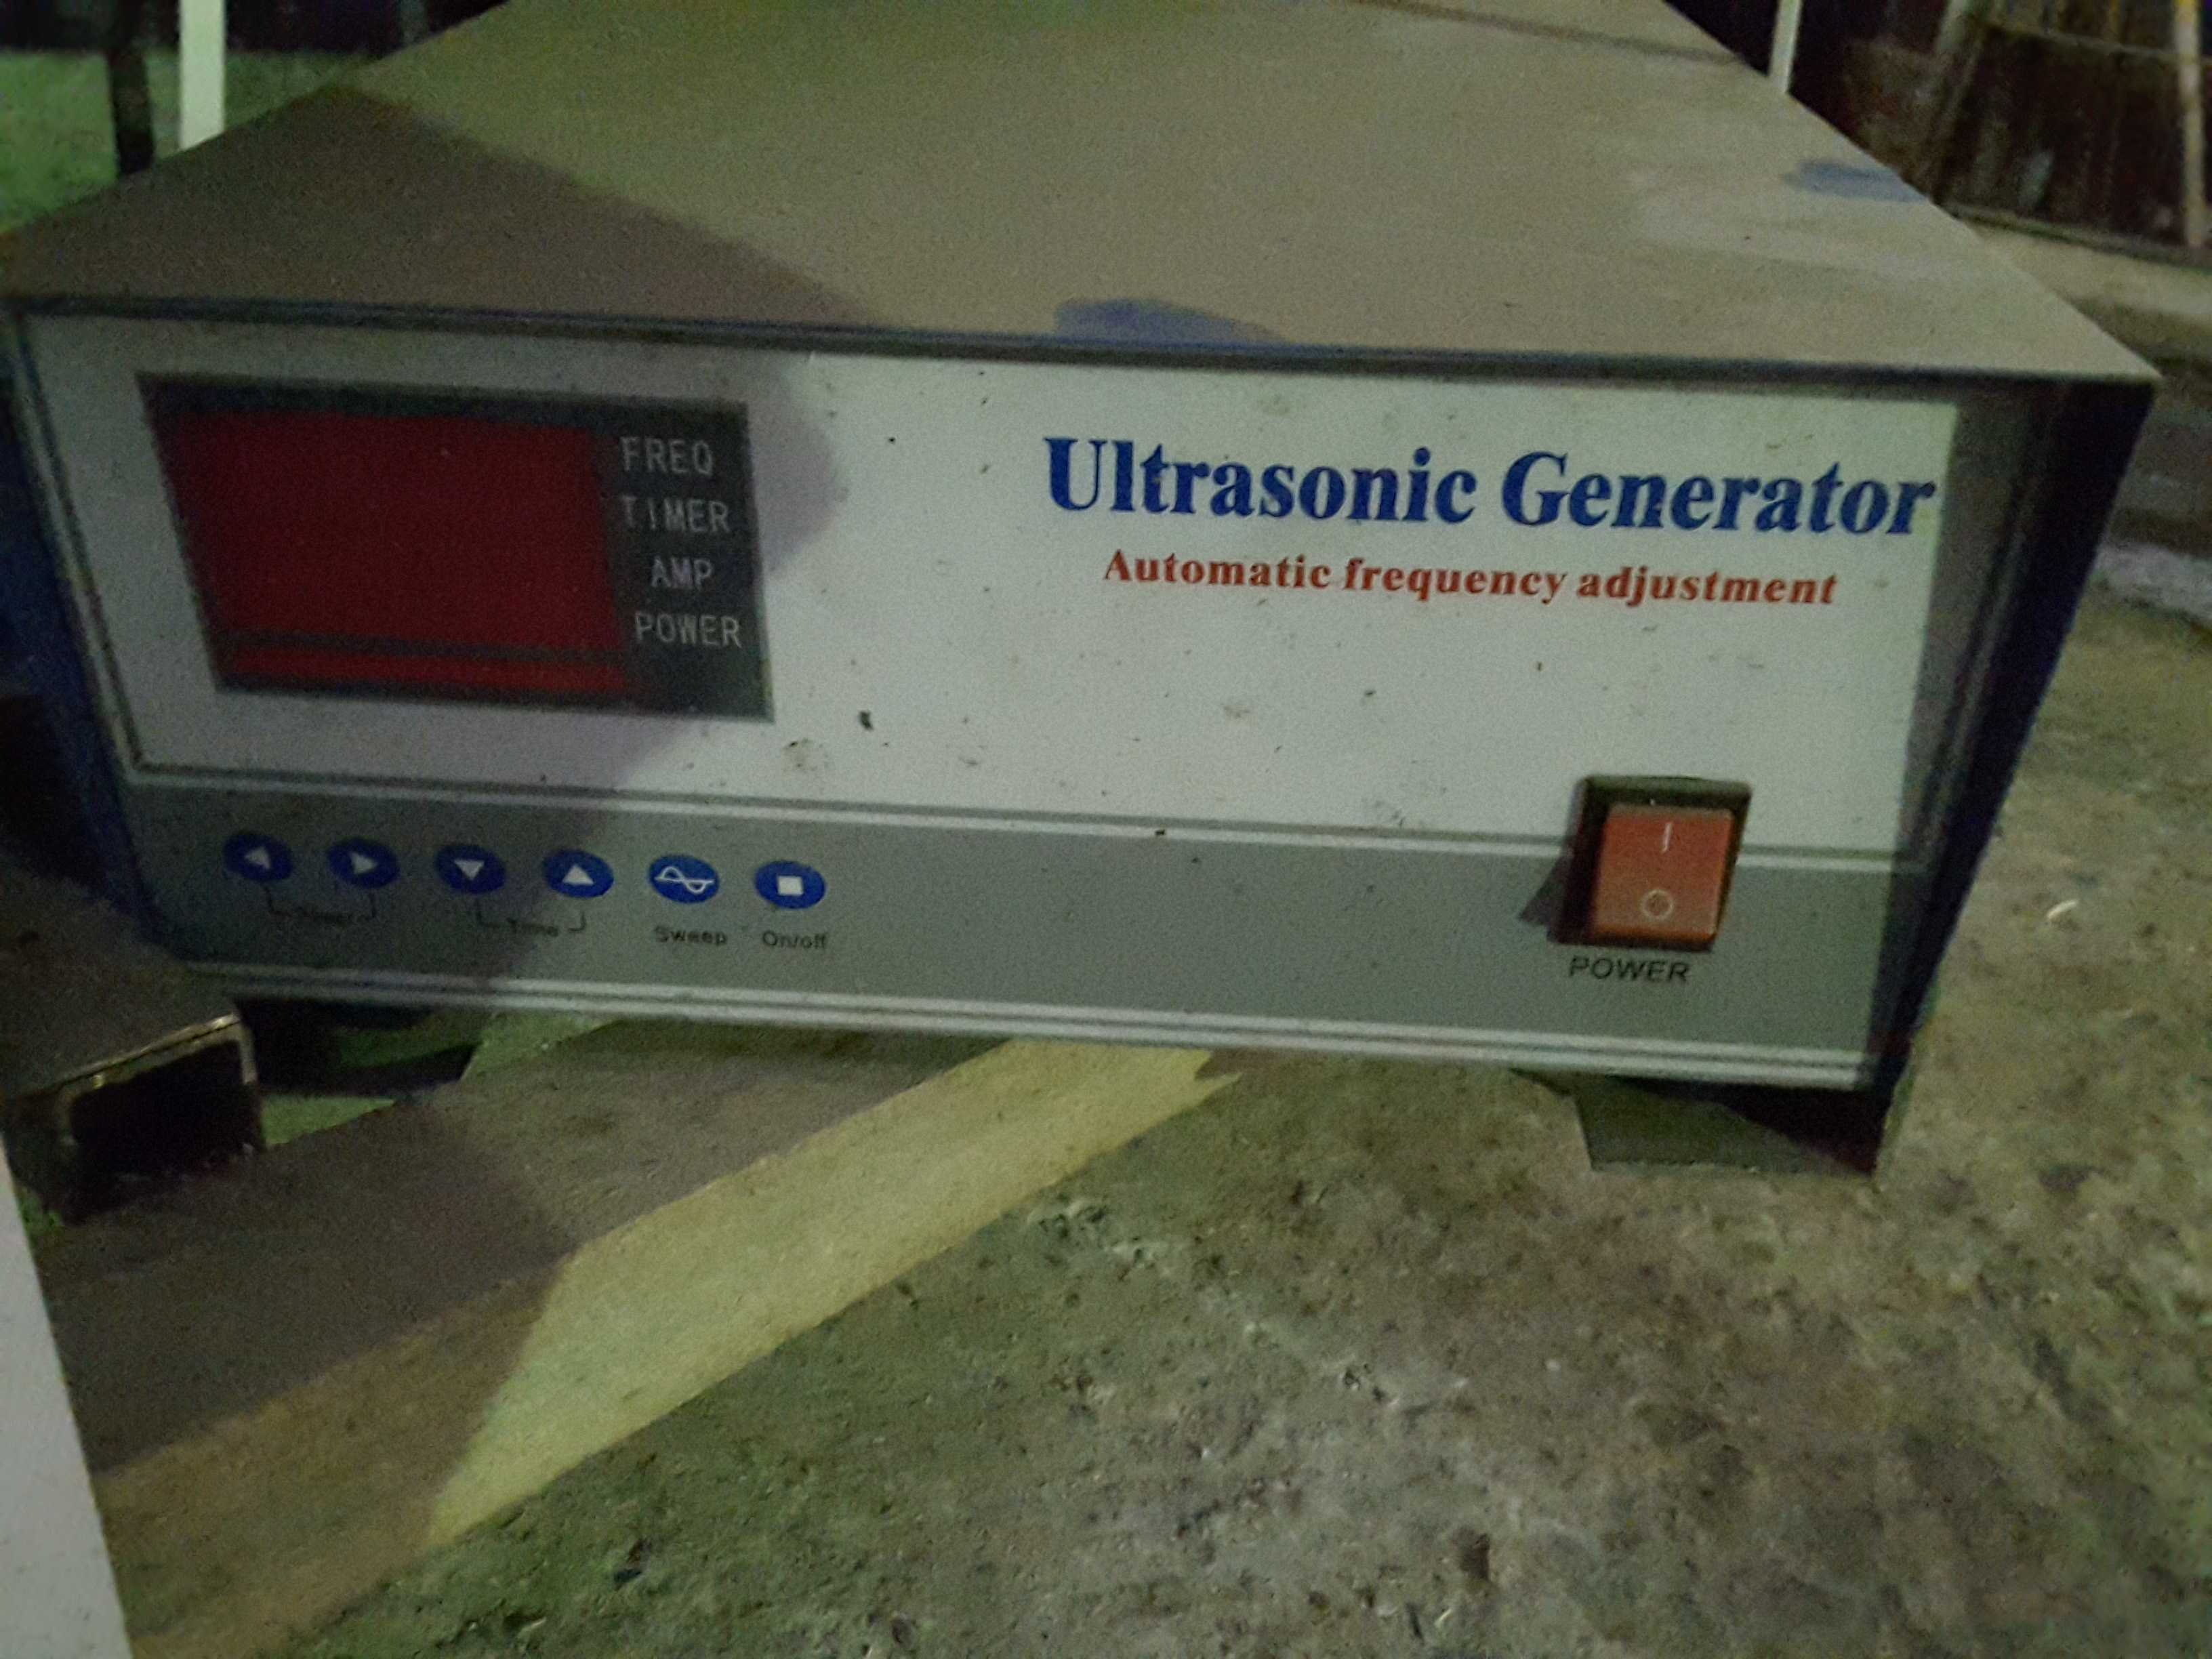 FREQ
TIMER
AMP
POWER
Ultrasonic Generator
Automatic frequency adjustment
Time
Sweep
On/off
POWER